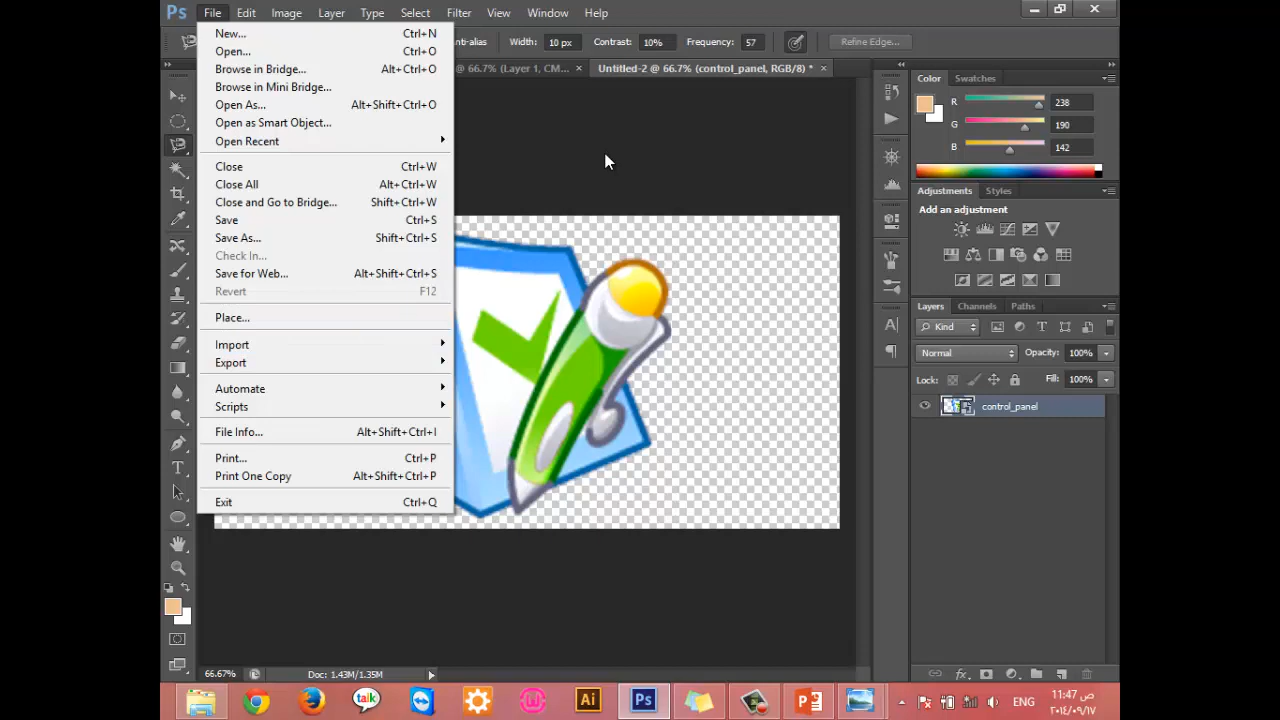 Ps File Edit Image Layer Type Select Filter View Window Help
nti-alias Width: 10 px Contrast: 10% Frequency: 57 Refine Edge...
@ 66.7% (Layer 1, CM... × Untitled-2 @ 66.7% (control_panel, RGB/8) * ×
New... Ctrl+N
Open... Ctrl+O
Browse in Bridge... Alt+Ctrl+O
Browse in Mini Bridge...
Open As... Alt+Shift+Ctrl+O
Open as Smart Object...
Open Recent
Close Ctrl+W
Close All Alt+Ctrl+W
Close and Go to Bridge... Shift+Ctrl+W
Save Ctrl+S
Save As... Shift+Ctrl+S
Check In...
Save for Web... Alt+Shift+Ctrl+S
Revert F12
Place...
Import
Export
Automate
Scripts
File Info... Alt+Shift+Ctrl+I
Print... Ctrl+P
Print One Copy Alt+Shift+Ctrl+P
Exit Ctrl+Q
Color Swatches
R 238
G 190
B 142
Adjustments Styles
Add an adjustment
Layers Channels Paths
Kind
Normal Opacity: 100%
Lock: Fill: 100%
control_panel
66.67% Doc: 1.43M/1.35M
talk Ai Ps ENG 11:47 ص
٢٠١٤/٠٩/١٧